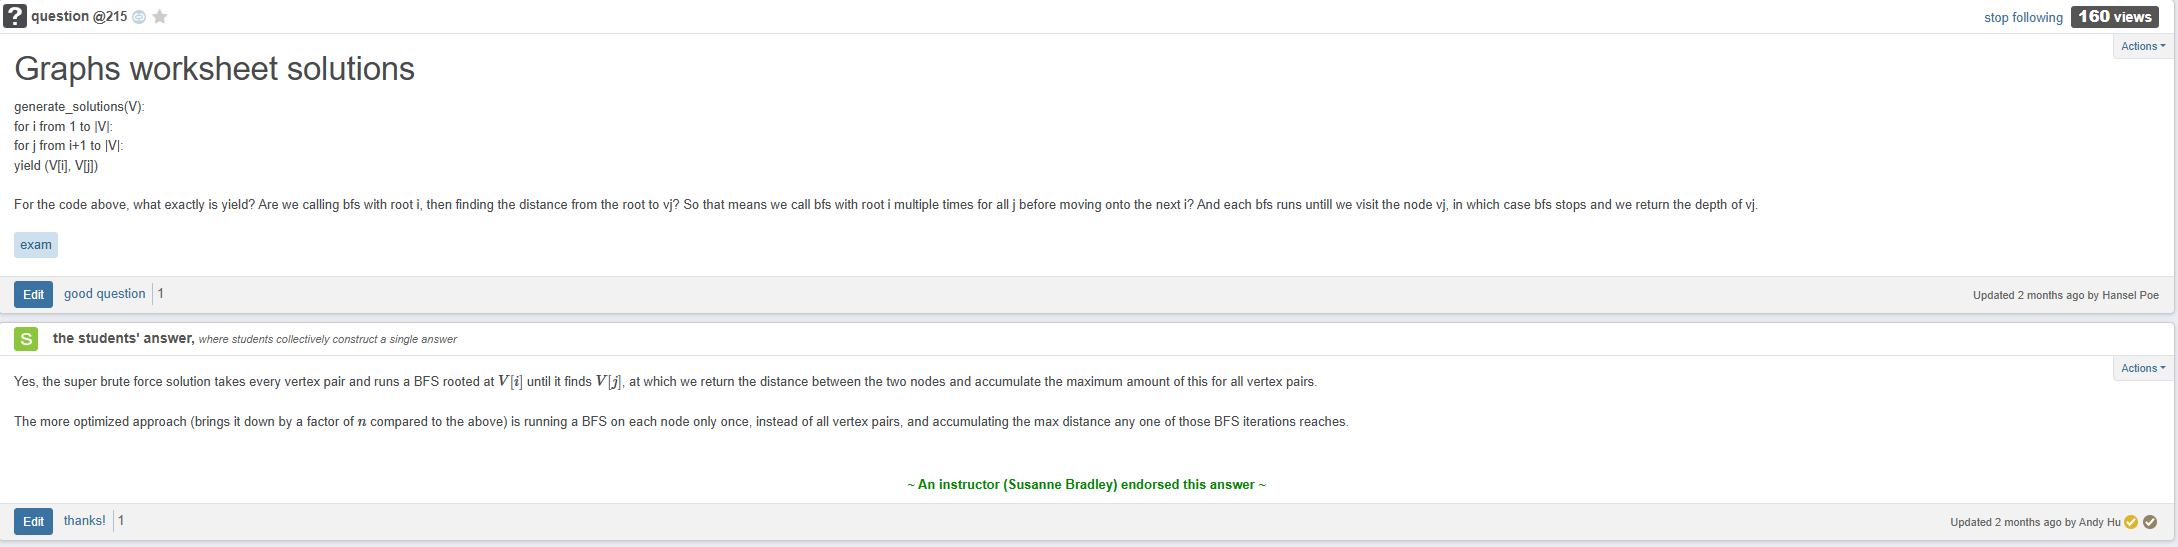 ? question @215
stop following 160 views
Actions
Graphs worksheet solutions
generate_solutions(V):
for i from 1 to |V|:
for j from i+1 to |V|:
yield (V[i], V[j])
For the code above, what exactly is yield? Are we calling bfs with root i, then finding the distance from the root to vj? So that means we call bfs with root i multiple times for all j before moving onto the next i? And each bfs runs untill we visit the node vj, in which case bfs stops and we return the depth of vj.
exam
Edit good question 1
Updated 2 months ago by Hansel Poe
S the students' answer, where students collectively construct a single answer
Actions
Yes, the super brute force solution takes every vertex pair and runs a BFS rooted at V[i] until it finds V[j], at which we return the distance between the two nodes and accumulate the maximum amount of this for all vertex pairs.
The more optimized approach (brings it down by a factor of n compared to the above) is running a BFS on each node only once, instead of all vertex pairs, and accumulating the max distance any one of those BFS iterations reaches.
~ An instructor (Susanne Bradley) endorsed this answer ~
Edit thanks! 1
Updated 2 months ago by Andy Hu